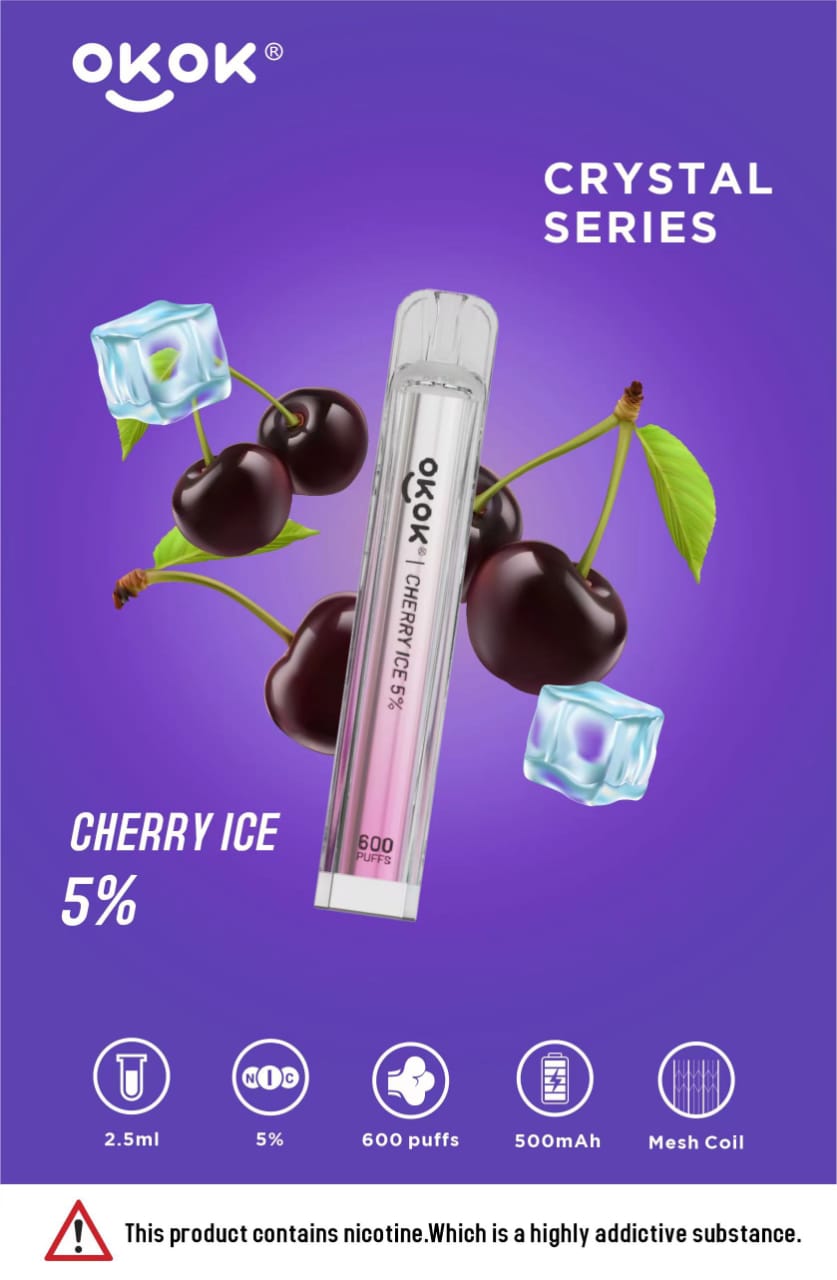 OKOK®
CRYSTAL
SERIES
OKOK® | CHERRY ICE 5%
600
PUFFS
CHERRY ICE
5%
NIC
2.5ml
5%
600 puffs
500mAh
Mesh Coil
This product contains nicotine.Which is a highly addictive substance.